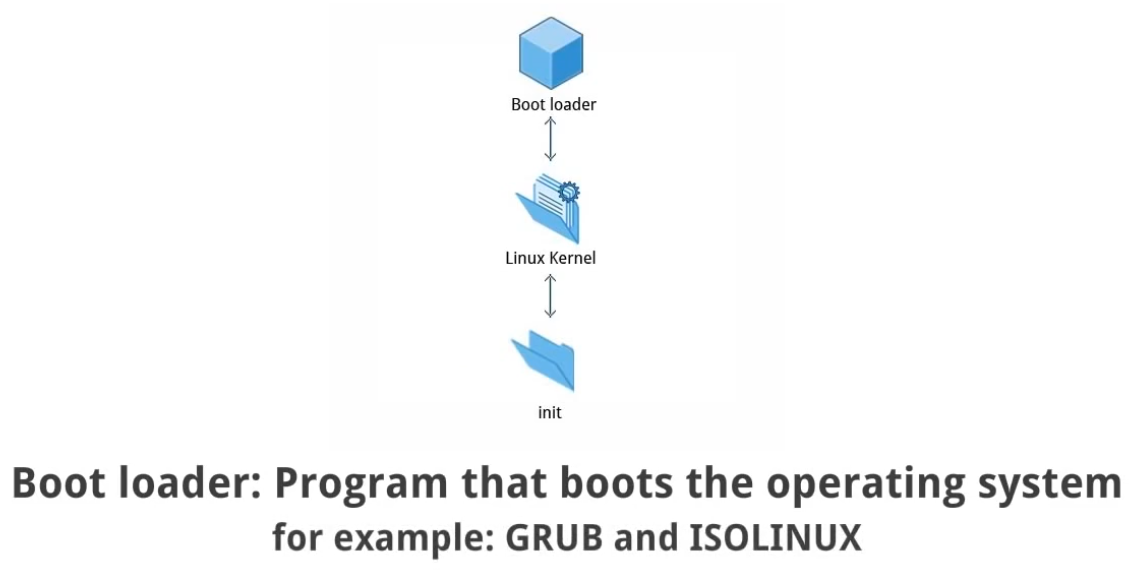 Boot loader
Linux Kernel
init
Boot loader: Program that boots the operating system
for example: GRUB and ISOLINUX